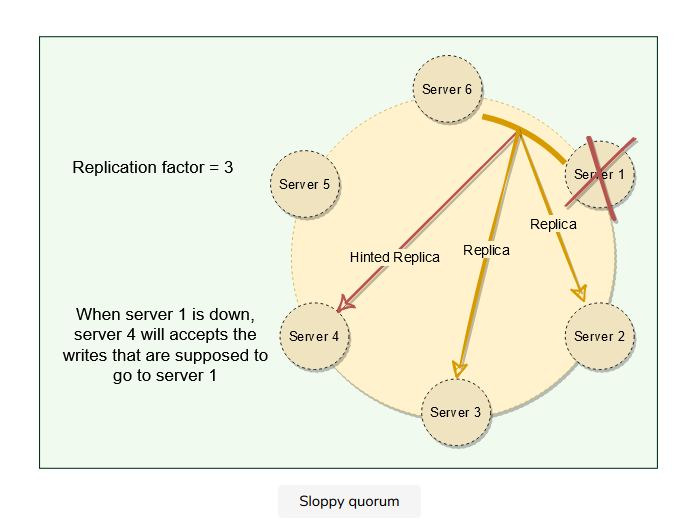 Server 6
Replication factor = 3
Server 1
Server 5
Replica
Replica
Hinted Replica
When server 1 is down,
server 4 will accepts the
writes that are supposed to
go to server 1
Server 4
Server 2
Server 3
Sloppy quorum